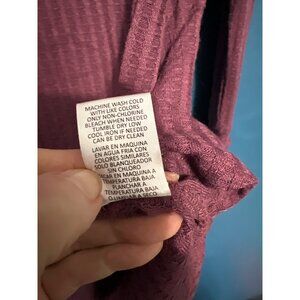 MACHINE WASH COLD
WITH LIKE COLORS
ONLY NON-CHLORINE
BLEACH WHEN NEEDED
TUMBLE DRY LOW
COOL IRON IF NEEDED
CAN BE DRY CLEAN
LAVAR EN MAQUINA
EN AGUA FRIA CON
COLORES SIMILARES
SOLO BLANQUEADOR
SIN CLORO
SECAR EN MAQUINA A
TEMPERATURA BAJA
PLANCHAR A
TEMPERATURA BAJA
LIMPIAR A SECO